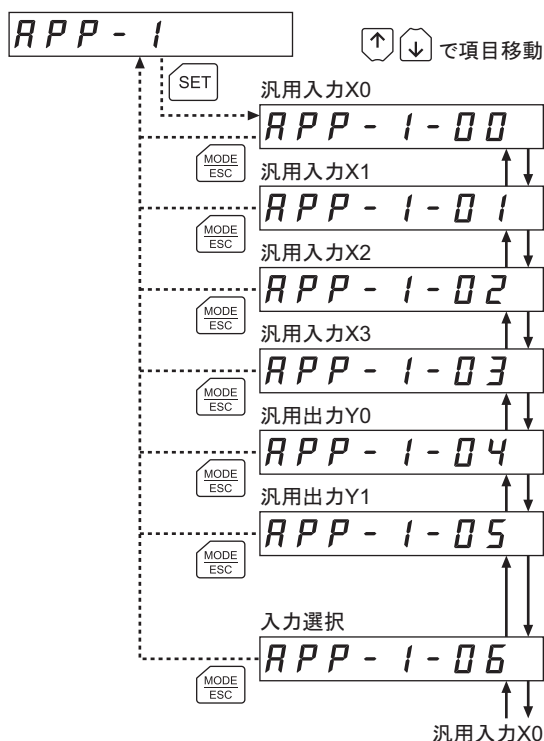 APP-1
↑ ↓ で項目移動
SET
汎用入力X0
APP-1-00
MODE
ESC
汎用入力X1
APP-1-01
MODE
ESC
汎用入力X2
APP-1-02
MODE
ESC
汎用入力X3
APP-1-03
MODE
ESC
汎用出力Y0
APP-1-04
MODE
ESC
汎用出力Y1
APP-1-05
MODE
ESC
入力選択
APP-1-06
MODE
ESC
汎用入力X0